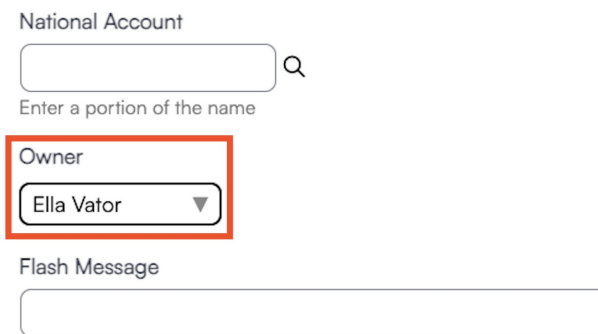 National Account
Enter a portion of the name
Owner
Ella Vator
Flash Message